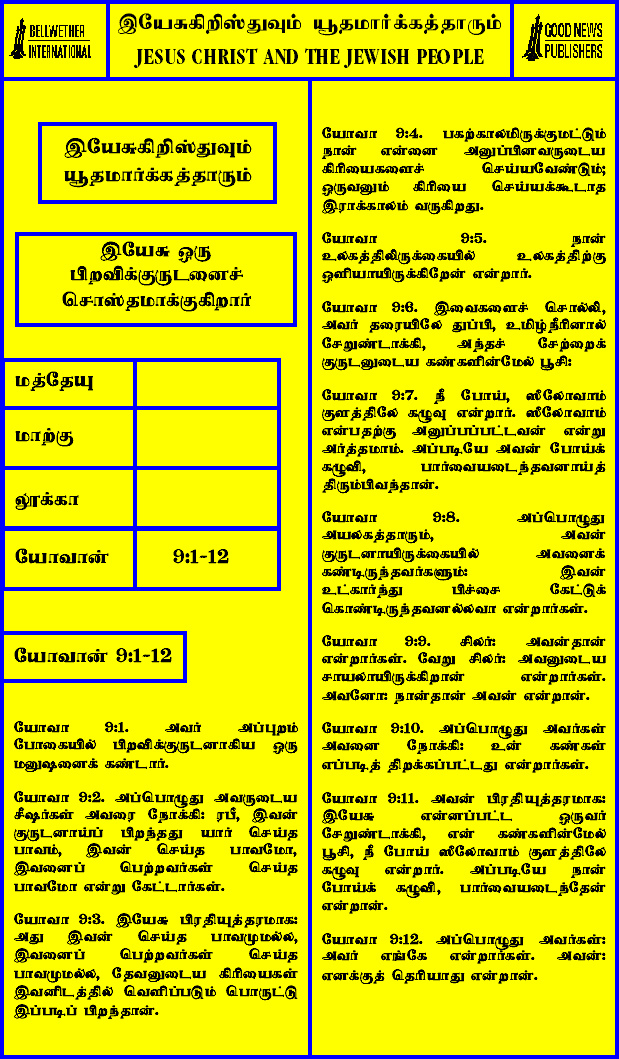 BELLWETHER
INTERNATIONAL
இயேசுகிறிஸ்துவும் யூதமார்க்கத்தாரும்
JESUS CHRIST AND THE JEWISH PEOPLE
GOOD NEWS
PUBLISHERS
இயேசுகிறிஸ்துவும்
யூதமார்க்கத்தாரும்
இயேசு ஒரு
பிறவிக்குருடனைச்
சொஸ்தமாக்குகிறார்
மத்தேயு
மாற்கு
லூக்கா
யோவான் 9:1-12
யோவான் 9:1-12
யோவா 9:1. அவர் அப்புறம்
போகையில் பிறவிக்குருடனாகிய ஒரு
மனுஷனைக் கண்டார்.
யோவா 9:2. அப்பொழுது அவருடைய
சீஷர்கள் அவரை நோக்கி: ரபீ, இவன்
குருடனாய்ப் பிறந்தது யார் செய்த
பாவம், இவன் செய்த பாவமோ,
இவனைப் பெற்றவர்கள் செய்த
பாவமோ என்று கேட்டார்கள்.
யோவா 9:3. இயேசு பிரதியுத்தரமாக:
அது இவன் செய்த பாவமுமல்ல,
இவனைப் பெற்றவர்கள் செய்த
பாவமுமல்ல, தேவனுடைய கிரியைகள்
இவனிடத்தில் வெளிப்படும் பொருட்டு
இப்படிப் பிறந்தான்.
யோவா 9:4. பகற்காலமிருக்குமட்டும்
நான் என்னை அனுப்பினவருடைய
கிரியைகளைச் செய்யவேண்டும்;
ஒருவனும் கிரியை செய்யக்கூடாத
இராக்காலம் வருகிறது.
யோவா 9:5. நான்
உலகத்திலிருக்கையில் உலகத்திற்கு
ஒளியாயிருக்கிறேன் என்றார்.
யோவா 9:6. இவைகளைச் சொல்லி,
அவர் தரையிலே துப்பி, உமிழ்நீரினால்
சேறுண்டாக்கி, அந்தச் சேற்றைக்
குருடனுடைய கண்களின்மேல் பூசி:
யோவா 9:7. நீ போய், ஸீலோவாம்
குளத்திலே கழுவு என்றார். ஸீலோவாம்
என்பதற்கு அனுப்பப்பட்டவன் என்று
அர்த்தமாம். அப்படியே அவன் போய்க்
கழுவி, பார்வையடைந்தவனாய்த்
திரும்பிவந்தான்.
யோவா 9:8. அப்பொழுது
அயலகத்தாரும், அவன்
குருடனாயிருக்கையில் அவனைக்
கண்டிருந்தவர்களும்: இவன்
உட்கார்ந்து பிச்சை கேட்டுக்
கொண்டிருந்தவனல்லவா என்றார்கள்.
யோவா 9:9. சிலர்: அவன்தான்
என்றார்கள். வேறு சிலர்: அவனுடைய
சாயலாயிருக்கிறான் என்றார்கள்.
அவனோ: நான்தான் அவன் என்றான்.
யோவா 9:10. அப்பொழுது அவர்கள்
அவனை நோக்கி: உன் கண்கள்
எப்படித் திறக்கப்பட்டது என்றார்கள்.
யோவா 9:11. அவன் பிரதியுத்தரமாக:
இயேசு என்னப்பட்ட ஒருவர்
சேறுண்டாக்கி, என் கண்களின்மேல்
பூசி, நீ போய் ஸீலோவாம் குளத்திலே
கழுவு என்றார். அப்படியே நான்
போய்க் கழுவி, பார்வையடைந்தேன்
என்றான்.
யோவா 9:12. அப்பொழுது அவர்கள்:
அவர் எங்கே என்றார்கள். அவன்:
எனக்குத் தெரியாது என்றான்.